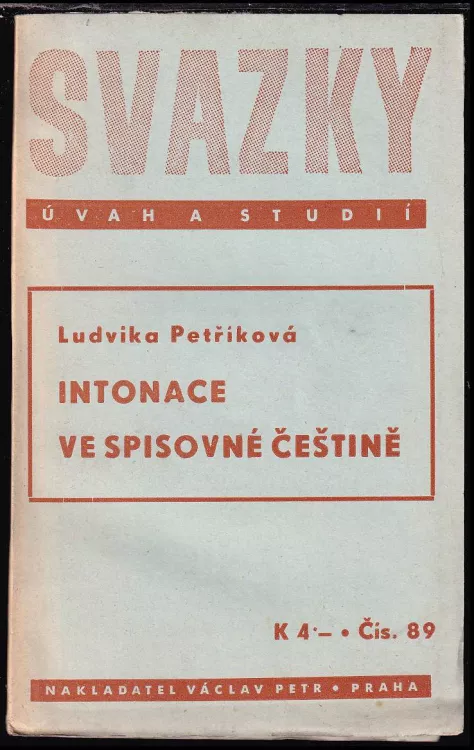 SVAZKY
ÚVAH A STUDIÍ
Ludvika Petříková
INTONACE
VE SPISOVNÉ ČEŠTINĚ
K 4·— • Čís. 89
NAKLADATEL VÁCLAV PETR • PRAHA